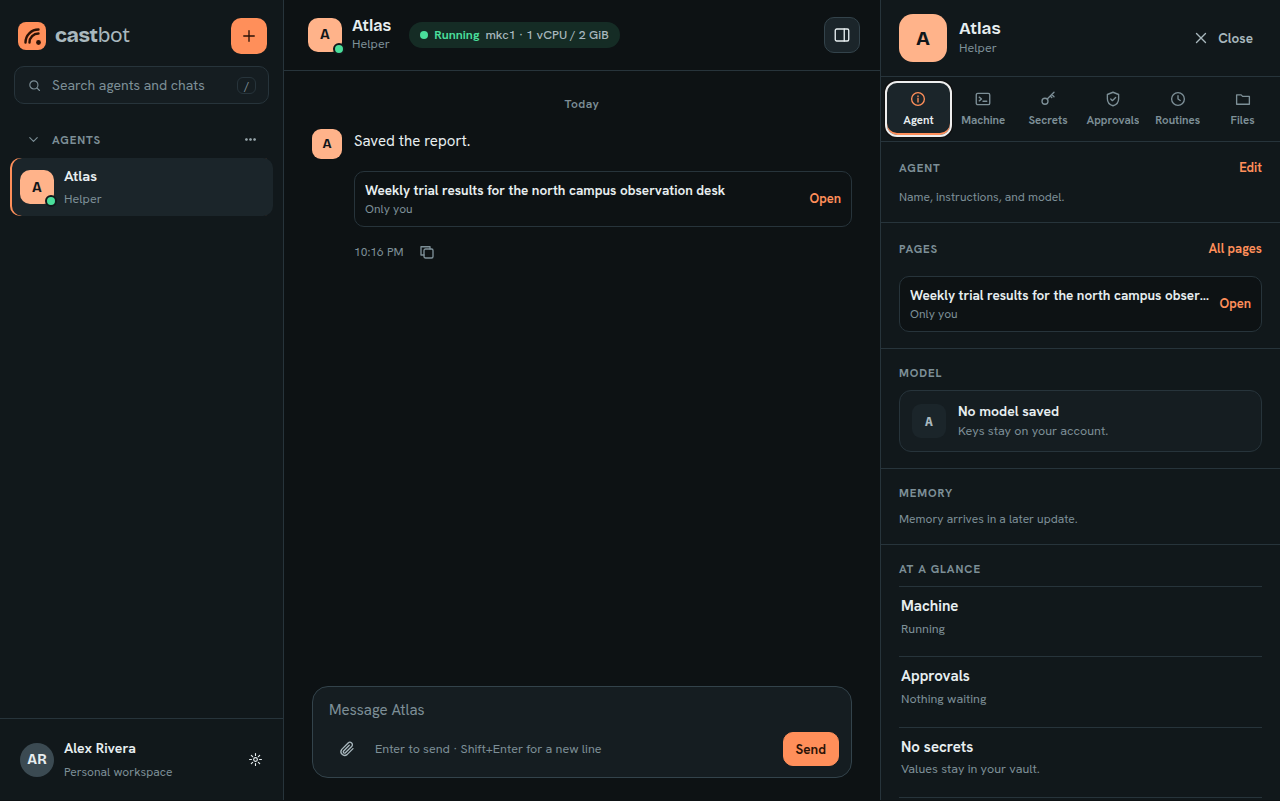 castbot
Search agents and chats
/
AGENTS
A
Atlas
Helper
AR
Alex Rivera
Personal workspace
A
Atlas
Helper
Running mkc1 · 1 vCPU / 2 GiB
Today
A
Saved the report.
Weekly trial results for the north campus observation desk
Only you
Open
10:16 PM
Message Atlas
Enter to send · Shift+Enter for a new line
Send
A
Atlas
Helper
Close
Agent
Machine
Secrets
Approvals
Routines
Files
AGENT
Edit
Name, instructions, and model.
PAGES
All pages
Weekly trial results for the north campus obser...
Only you
Open
MODEL
A
No model saved
Keys stay on your account.
MEMORY
Memory arrives in a later update.
AT A GLANCE
Machine
Running
Approvals
Nothing waiting
No secrets
Values stay in your vault.